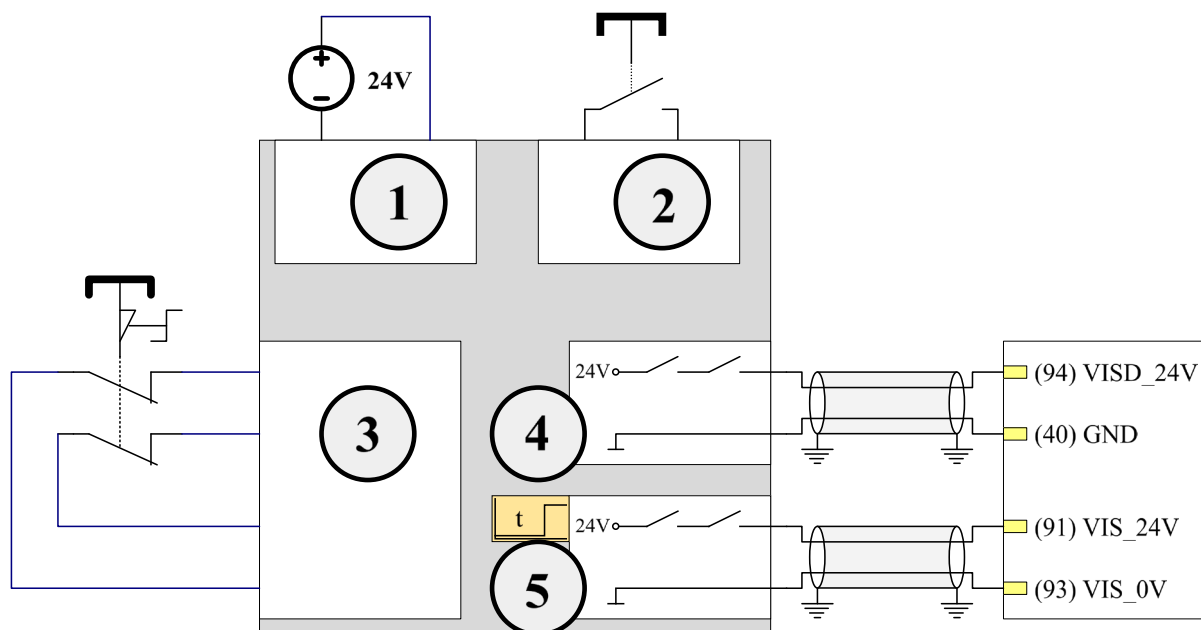 24V
1
2
3
4
24V
(94) VISD_24V
(40) GND
t
24V
5
(91) VIS_24V
(93) VIS_0V